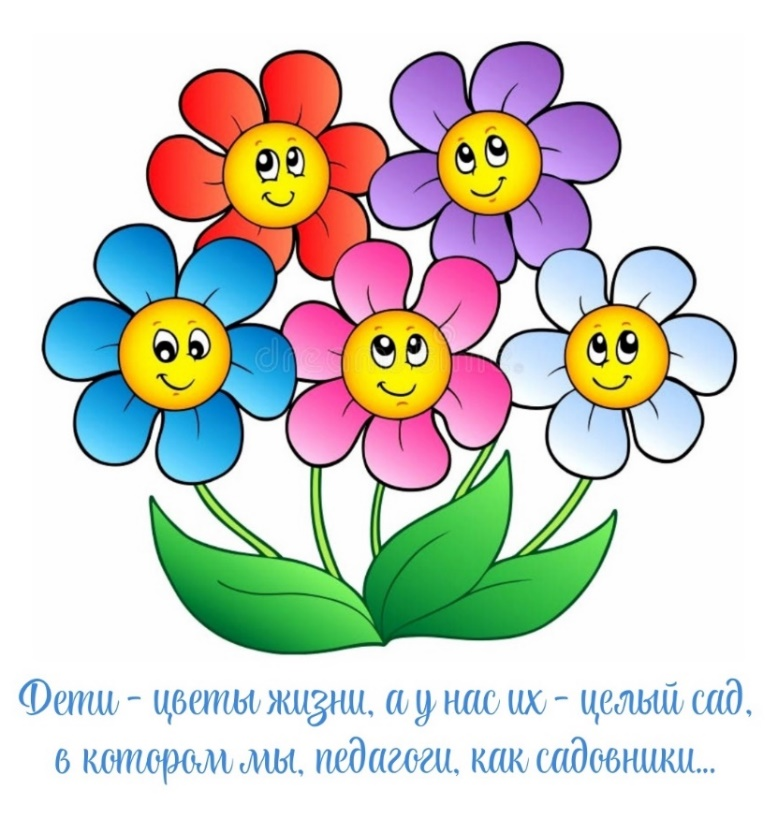 Дети - цветы жизни, а у нас их - целый сад,
в котором мы, педагоги, как садовники...